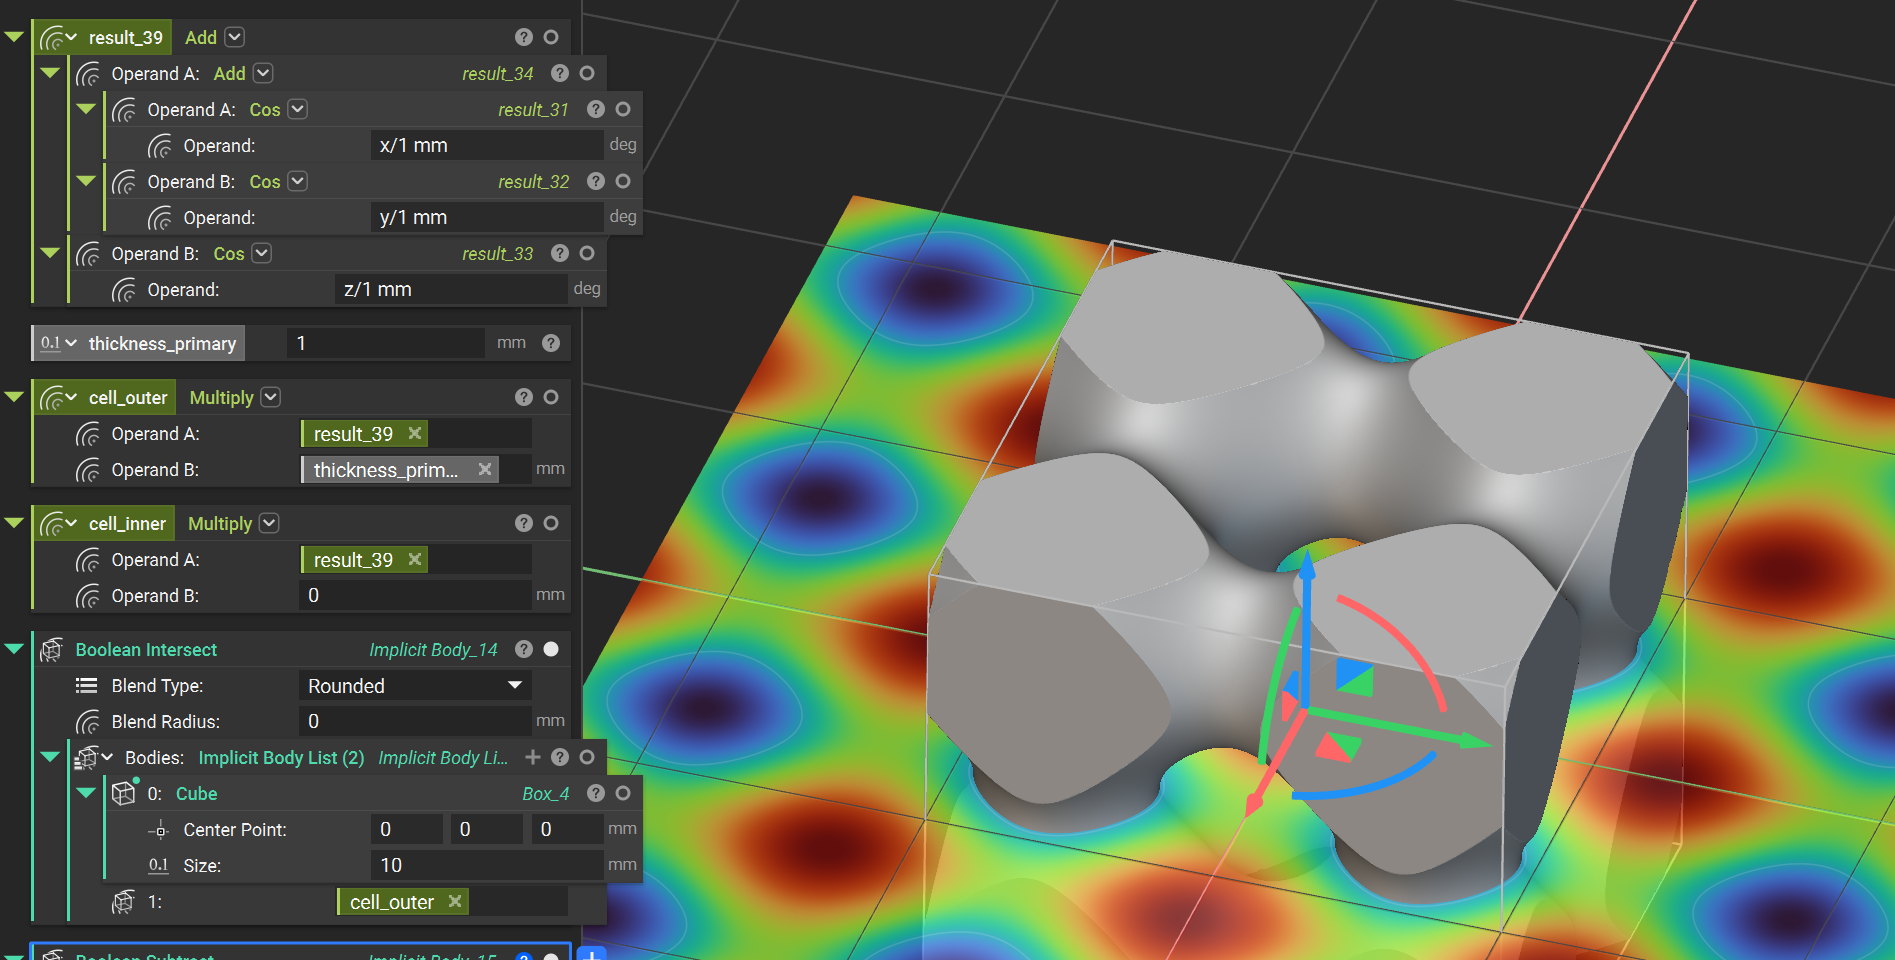 result_39 Add ?
Operand A: Add result_34 ?
Operand A: Cos result_31 ?
Operand: x/1 mm deg
Operand B: Cos result_32 ?
Operand: y/1 mm deg
Operand B: Cos result_33 ?
Operand: z/1 mm deg
0.1 thickness_primary 1 mm ?
cell_outer Multiply ?
Operand A: result_39
Operand B: thickness_prim... mm
cell_inner Multiply ?
Operand A: result_39
Operand B: 0 mm
Boolean Intersect Implicit Body_14 ?
Blend Type: Rounded
Blend Radius: 0 mm
Bodies: Implicit Body List (2) Implicit Body Li... + ?
0: Cube Box_4 ?
Center Point: 0 0 0 mm
0.1 Size: 10 mm
1: cell_outer
Boolean Subtract Implicit Body_15 ?